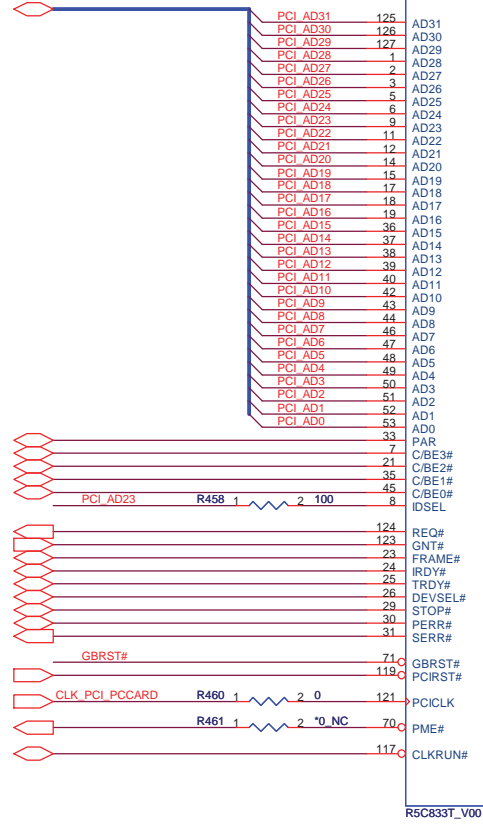 PCI_AD31 125 AD31
PCI_AD30 126 AD30
PCI_AD29 127 AD29
PCI_AD28 1 AD28
PCI_AD27 2 AD27
PCI_AD26 3 AD26
PCI_AD25 5 AD25
PCI_AD24 6 AD24
PCI_AD23 9 AD23
PCI_AD22 11 AD22
PCI_AD21 12 AD21
PCI_AD20 14 AD20
PCI_AD19 15 AD19
PCI_AD18 17 AD18
PCI_AD17 18 AD17
PCI_AD16 19 AD16
PCI_AD15 36 AD15
PCI_AD14 37 AD14
PCI_AD13 38 AD13
PCI_AD12 39 AD12
PCI_AD11 40 AD11
PCI_AD10 42 AD10
PCI_AD9 43 AD9
PCI_AD8 44 AD8
PCI_AD7 46 AD7
PCI_AD6 47 AD6
PCI_AD5 48 AD5
PCI_AD4 49 AD4
PCI_AD3 50 AD3
PCI_AD2 51 AD2
PCI_AD1 52 AD1
PCI_AD0 53 AD0
33 PAR
7 C/BE3#
21 C/BE2#
35 C/BE1#
45 C/BE0#
PCI_AD23 R458 1 2 100 8 IDSEL
124 REQ#
123 GNT#
23 FRAME#
24 IRDY#
25 TRDY#
26 DEVSEL#
29 STOP#
30 PERR#
31 SERR#
GBRST# 71 GBRST#
119 PCIRST#
CLK_PCI_PCCARD R460 1 2 0 121 PCICLK
R461 1 2 *0_NC 70 PME#
117 CLKRUN#
R5C833T_V00